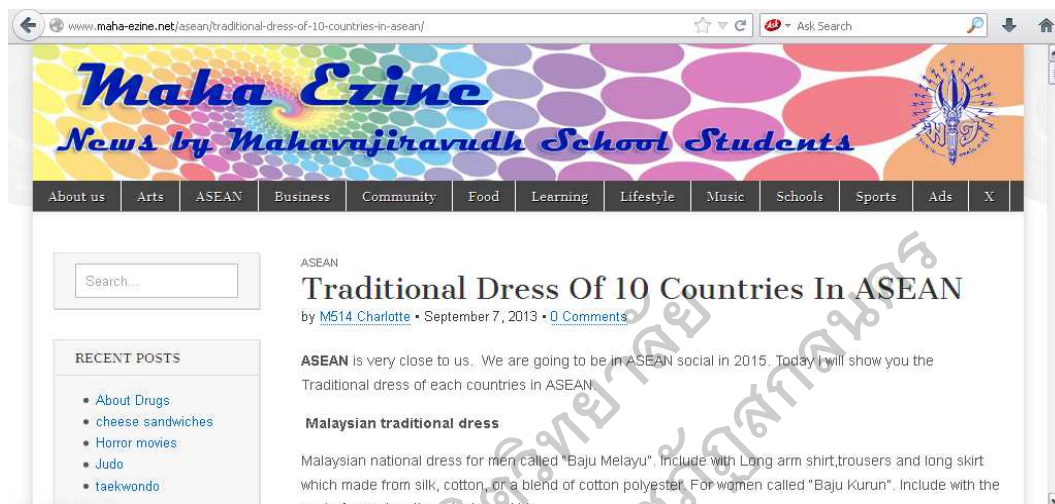 www.maha-ezine.net/asean/traditional-dress-of-10-countries-in-asean/
Ask Search
Maha Ezine
News by Mahavajiravudh School Students
About us Arts ASEAN Business Community Food Learning Lifestyle Music Schools Sports Ads X
Search...
RECENT POSTS
About Drugs
cheese sandwiches
Horror movies
Judo
taekwondo
ASEAN
Traditional Dress Of 10 Countries In ASEAN
by M514 Charlotte • September 7, 2013 • 0 Comments
ASEAN is very close to us. We are going to be in ASEAN social in 2015. Today I will show you the
Traditional dress of each countries in ASEAN.
Malaysian traditional dress
Malaysian national dress for men called "Baju Melayu". Include with Long arm shirt,trousers and long skirt
which made from silk, cotton, or a blend of cotton polyester. For women called "Baju Kurun". Include with the